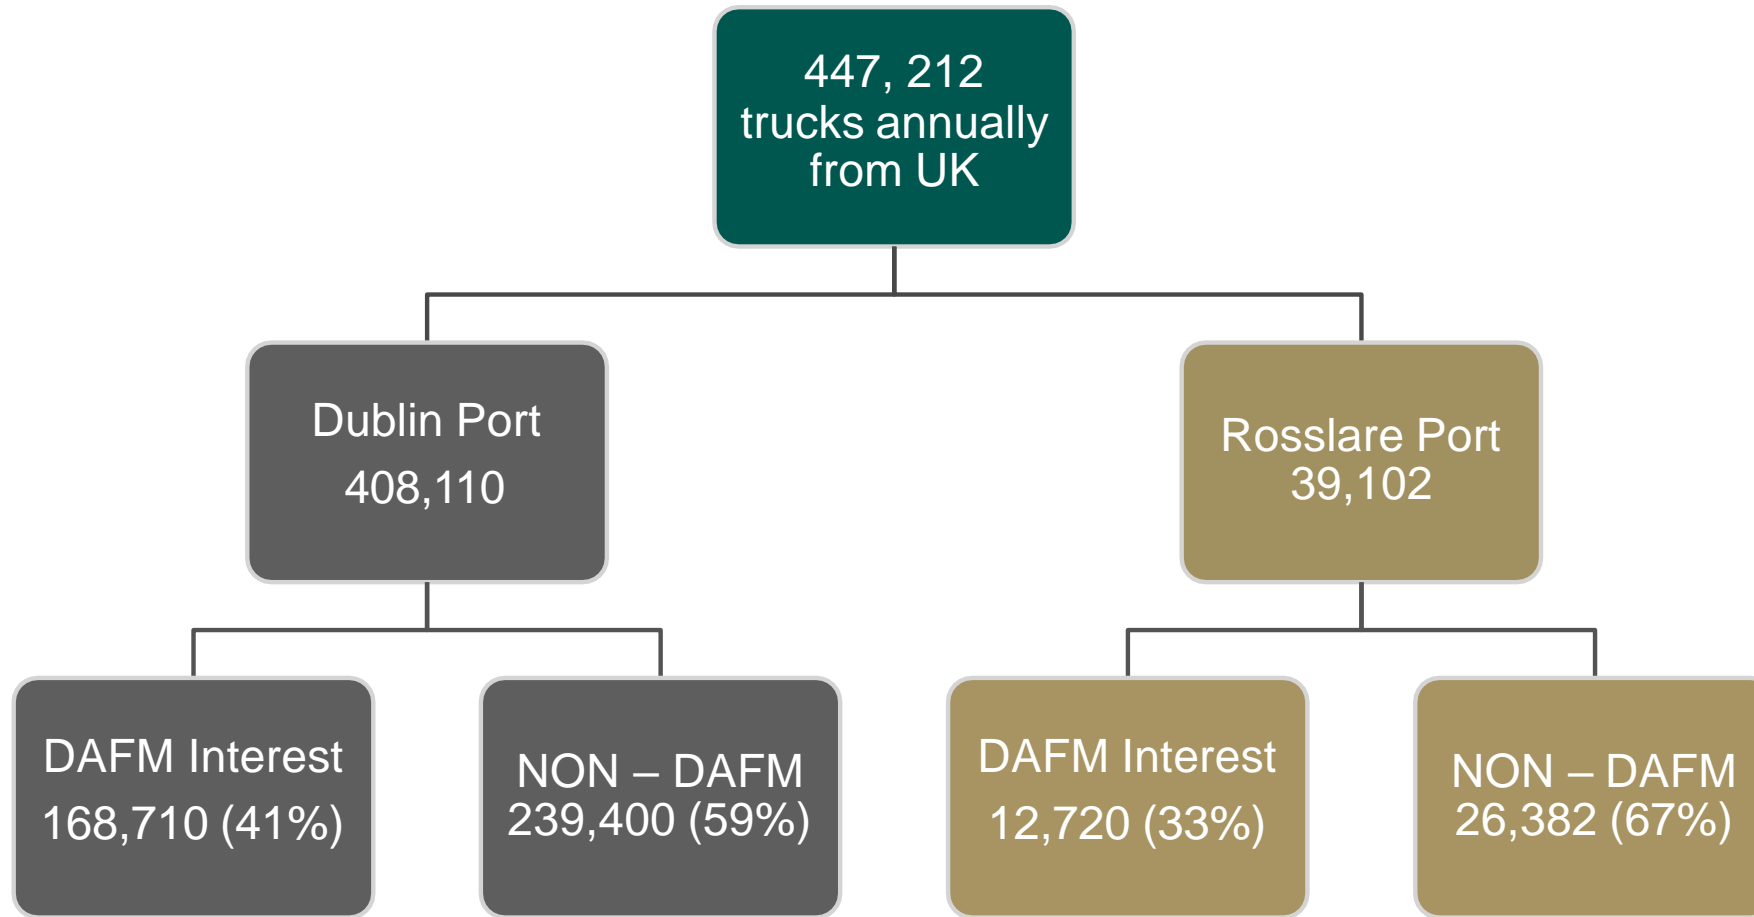 447, 212
trucks annually
from UK
Dublin Port
408,110
Rosslare Port
39,102
DAFM Interest
168,710 (41%)
NON – DAFM
239,400 (59%)
DAFM Interest
12,720 (33%)
NON – DAFM
26,382 (67%)